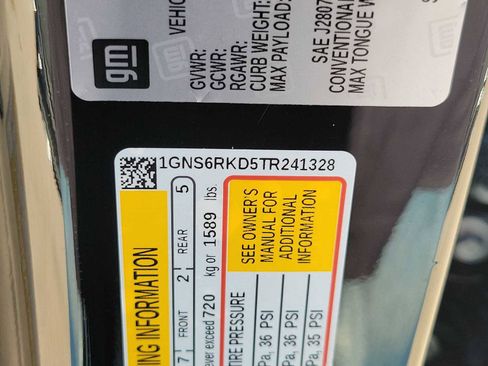 gm
VEHIC
GVWR:
GCWR:
RGAWR:
CURB WEIGHT:
MAX PAYLOAD:
SAE J2807
CONVENTIONAL
MAX TONGUE W
1GNS6RKD5TR241328
ING INFORMATION
7 FRONT 2 REAR 5
ever exceed 720 kg or 1589 lbs.
SEE OWNER'S
MANUAL FOR
ADDITIONAL
INFORMATION
TIRE PRESSURE
Pa, 36 PSI
Pa, 36 PSI
Pa, 35 PSI